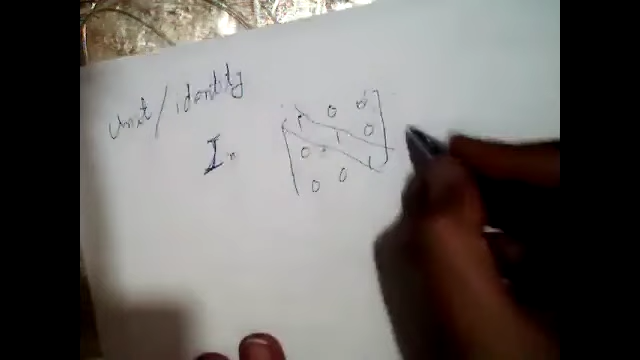 Unit/identity
Iₙ
1 0 0
0 1 0
0 0 1